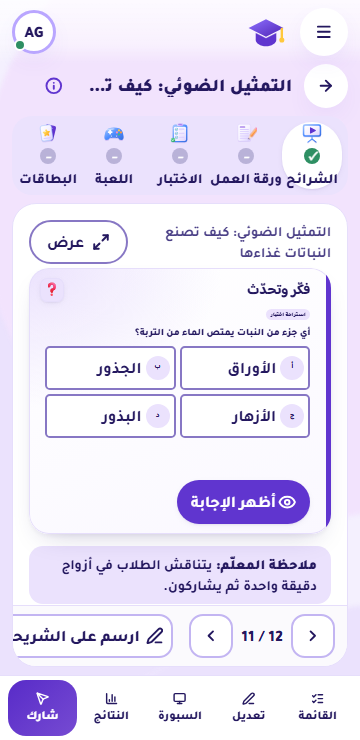 AG
التمثيل الضوئي: كيف تـ...
الشرائح
ورقة العمل
الاختبار
اللعبة
البطاقات
التمثيل الضوئي: كيف تصنع
النباتات غذاءها
عرض
فكّر وتحدّث
استراحة اختبار
أي جزء من النبات يمتص الماء من التربة؟
أ الأوراق
ب الجذور
ج الأزهار
د البذور
أظهر الإجابة
ملاحظة المعلّم: يتناقش الطلاب في أزواج
دقيقة واحدة ثم يشاركون.
11 / 12
ارسم على الشريح
القائمة
تعديل
السبورة
النتائج
شارك